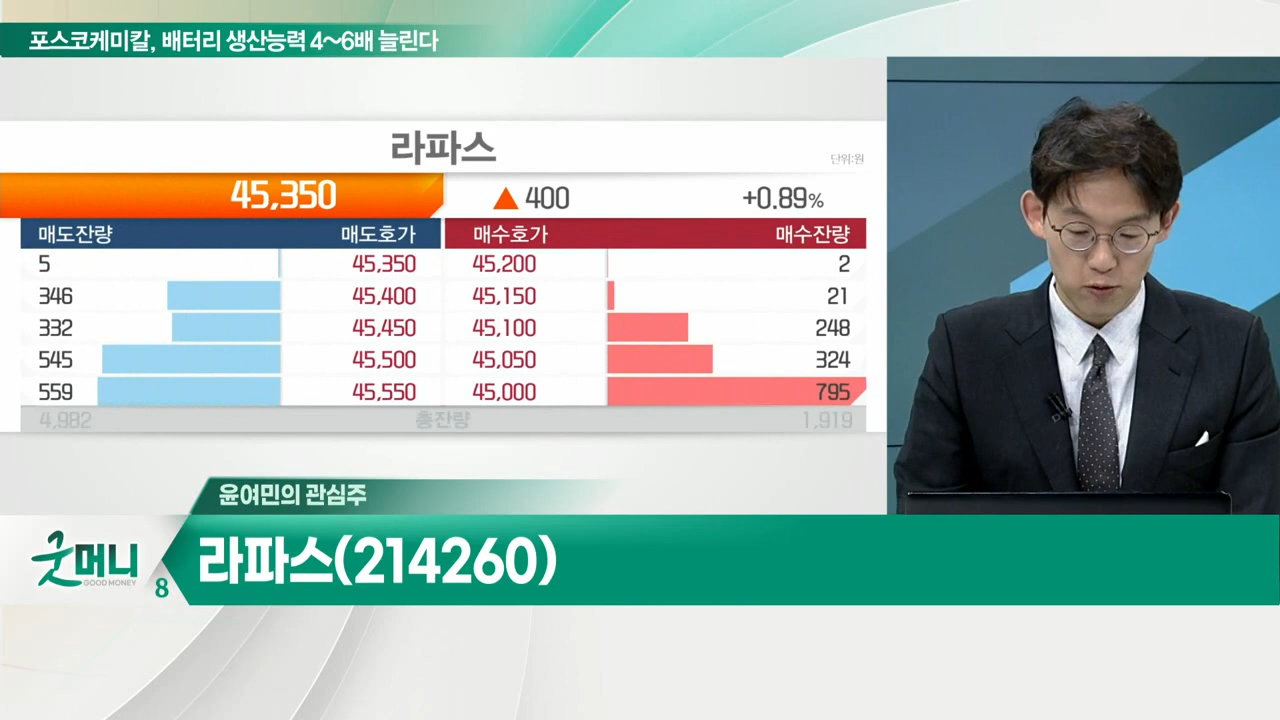 포스코케미칼, 배터리 생산능력 4~6배 늘린다
라파스
단위:원
45,350 ▲400 +0.89%
매도잔량 매도호가 매수호가 매수잔량
5 45,350 45,200 2
346 45,400 45,150 21
332 45,450 45,100 248
545 45,500 45,050 324
559 45,550 45,000 795
4,982 총잔량 1,919
윤여민의 관심주
굿머니
GOOD MONEY
8
라파스(214260)